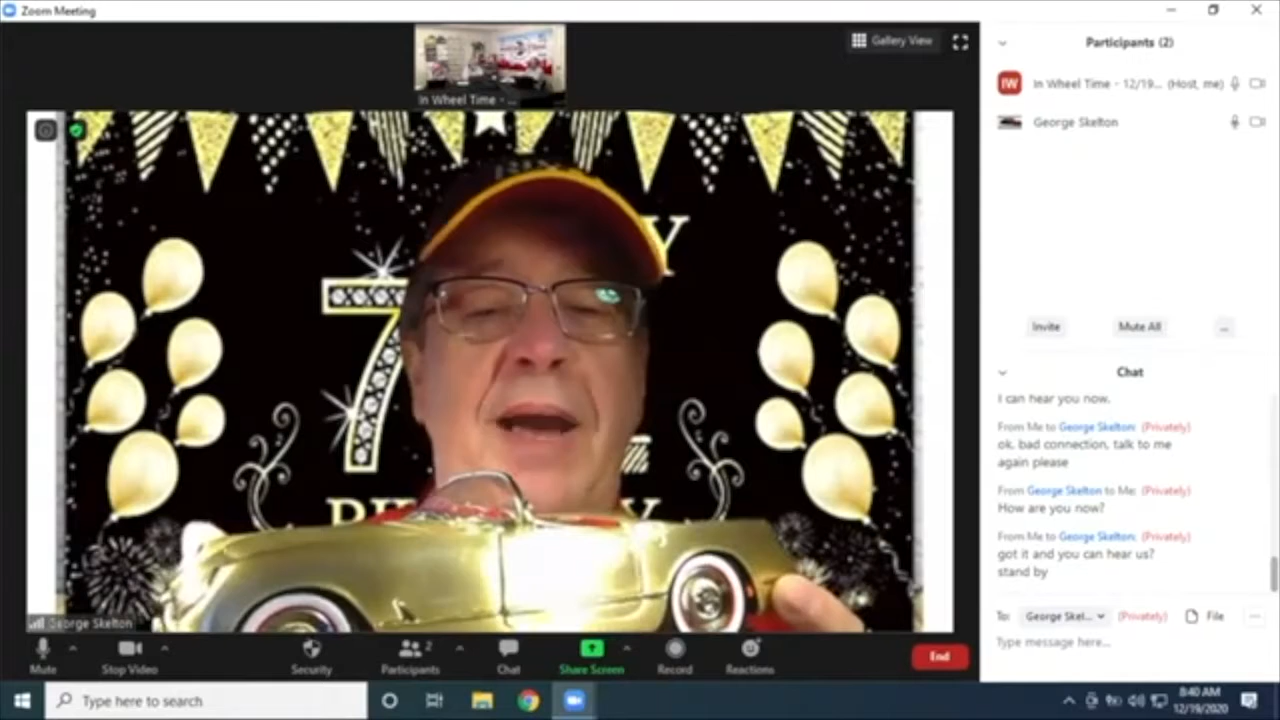 Zoom Meeting
In Wheel Time - ...
Gallery View
7
Y
BI
Y
George Skelton
Mute
Stop Video
Security
2
Participants
Chat
Share Screen
Record
Reactions
End
Participants (2)
IW
In Wheel Time - 12/19... (Host, me)
George Skelton
Invite
Mute All
...
Chat
I can hear you now.
From Me to George Skelton: (Privately)
ok, bad connection, talk to me
again please
From George Skelton to Me: (Privately)
How are you now?
From Me to George Skelton: (Privately)
got it and you can hear us?
stand by
To: George Skel... (Privately) File ...
Type message here...
Type here to search
8:40 AM
12/19/2020